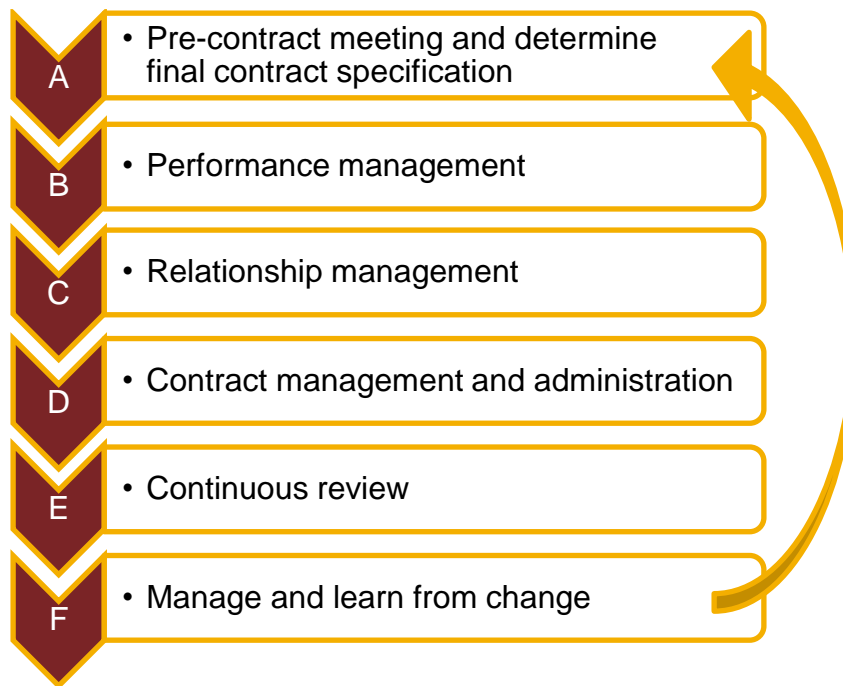 A
• Pre-contract meeting and determine
final contract specification
B
• Performance management
C
• Relationship management
D
• Contract management and administration
E
• Continuous review
F
• Manage and learn from change